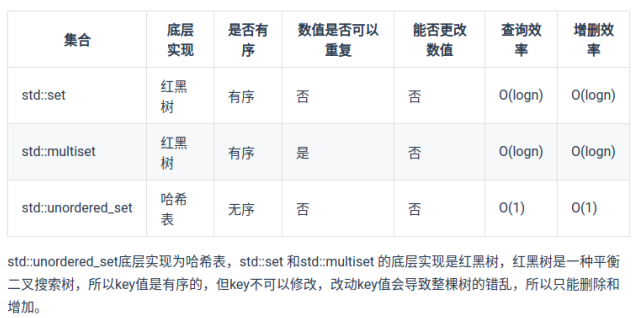 集合 底层实现 是否有序 数值是否可以重复 能否更改数值 查询效率 增删效率
std::set 红黑树 有序 否 否 O(logn) O(logn)
std::multiset 红黑树 有序 是 否 O(logn) O(logn)
std::unordered_set 哈希表 无序 否 否 O(1) O(1)
std::unordered_set底层实现为哈希表，std::set 和std::multiset 的底层实现是红黑树，红黑树是一种平衡
二叉搜索树，所以key值是有序的，但key不可以修改，改动key值会导致整棵树的错乱，所以只能删除和
增加。